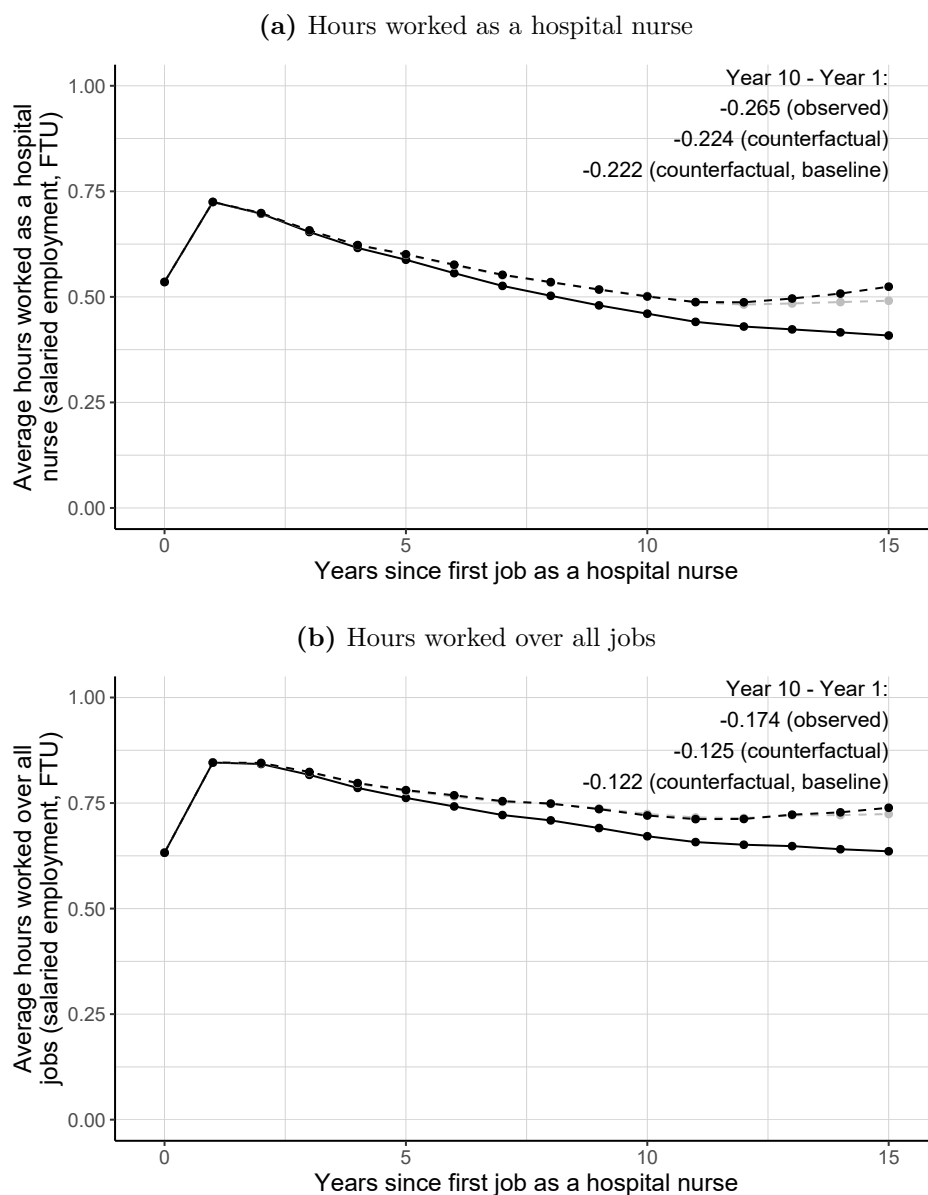 (a) Hours worked as a hospital nurse
Year 10 - Year 1:
-0.265 (observed)
-0.224 (counterfactual)
-0.222 (counterfactual, baseline)
Average hours worked as a hospital
nurse (salaried employment, FTU)
1.00
0.75
0.50
0.25
0.00
0 5 10 15
Years since first job as a hospital nurse
(b) Hours worked over all jobs
Year 10 - Year 1:
-0.174 (observed)
-0.125 (counterfactual)
-0.122 (counterfactual, baseline)
Average hours worked over all
jobs (salaried employment, FTU)
1.00
0.75
0.50
0.25
0.00
0 5 10 15
Years since first job as a hospital nurse